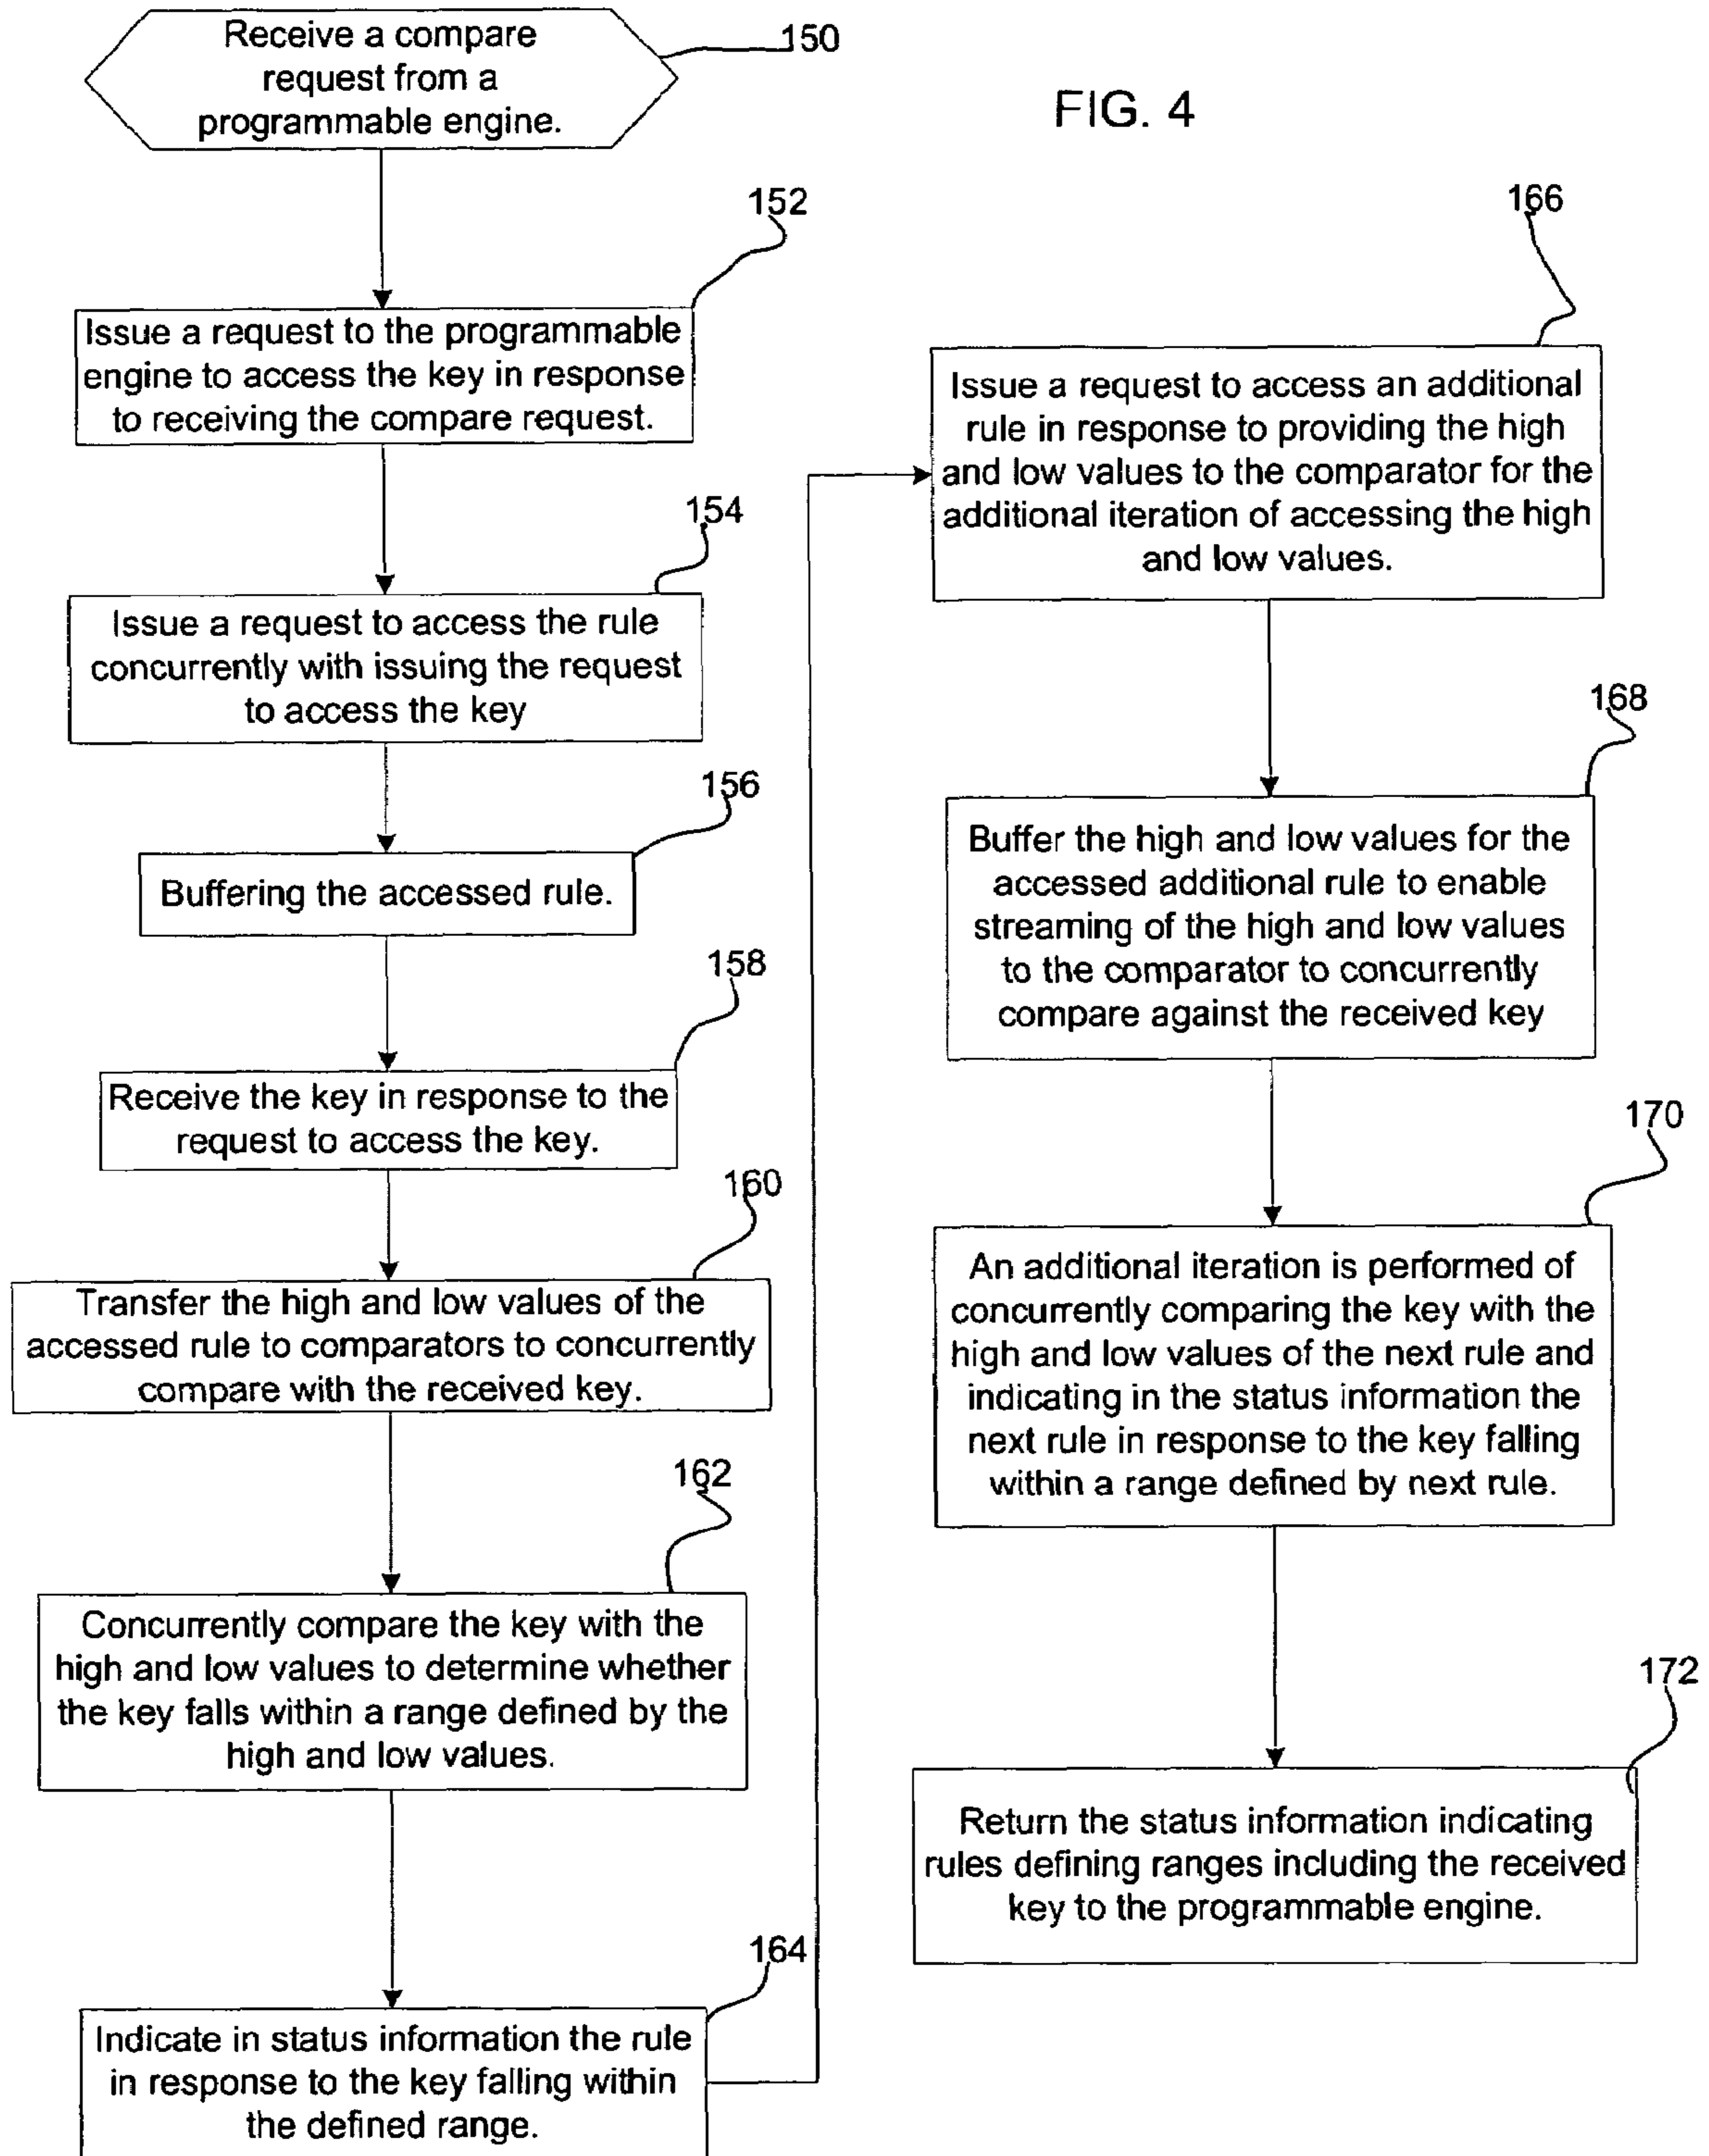 Receive a compare
request from a
programmable engine.
150
FIG. 4
152
Issue a request to the programmable
engine to access the key in response
to receiving the compare request.
154
Issue a request to access the rule
concurrently with issuing the request
to access the key
156
Buffering the accessed rule.
158
Receive the key in response to the
request to access the key.
160
Transfer the high and low values of the
accessed rule to comparators to concurrently
compare with the received key.
162
Concurrently compare the key with the
high and low values to determine whether
the key falls within a range defined by the
high and low values.
164
Indicate in status information the rule
in response to the key falling within
the defined range.
166
Issue a request to access an additional
rule in response to providing the high
and low values to the comparator for the
additional iteration of accessing the high
and low values.
168
Buffer the high and low values for the
accessed additional rule to enable
streaming of the high and low values
to the comparator to concurrently
compare against the received key
170
An additional iteration is performed of
concurrently comparing the key with the
high and low values of the next rule and
indicating in the status information the
next rule in response to the key falling
within a range defined by next rule.
172
Return the status information indicating
rules defining ranges including the received
key to the programmable engine.